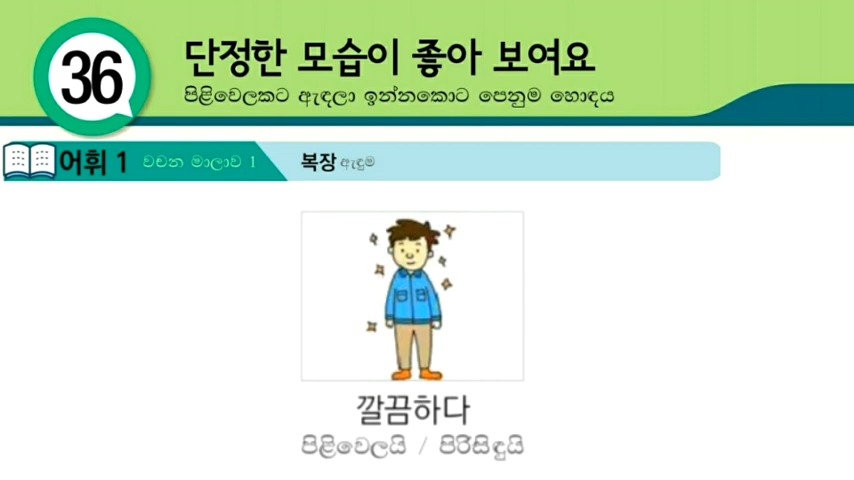 36
단정한 모습이 좋아 보여요
පිළිවෙලකට ඇඳලා ඉන්නකොට පෙනුම හොඳය
어휘 1 වචන මාලාව 1 복장 ඇඳුම
깔끔하다
පිළිවෙලයි / පිරිසිඳුයි